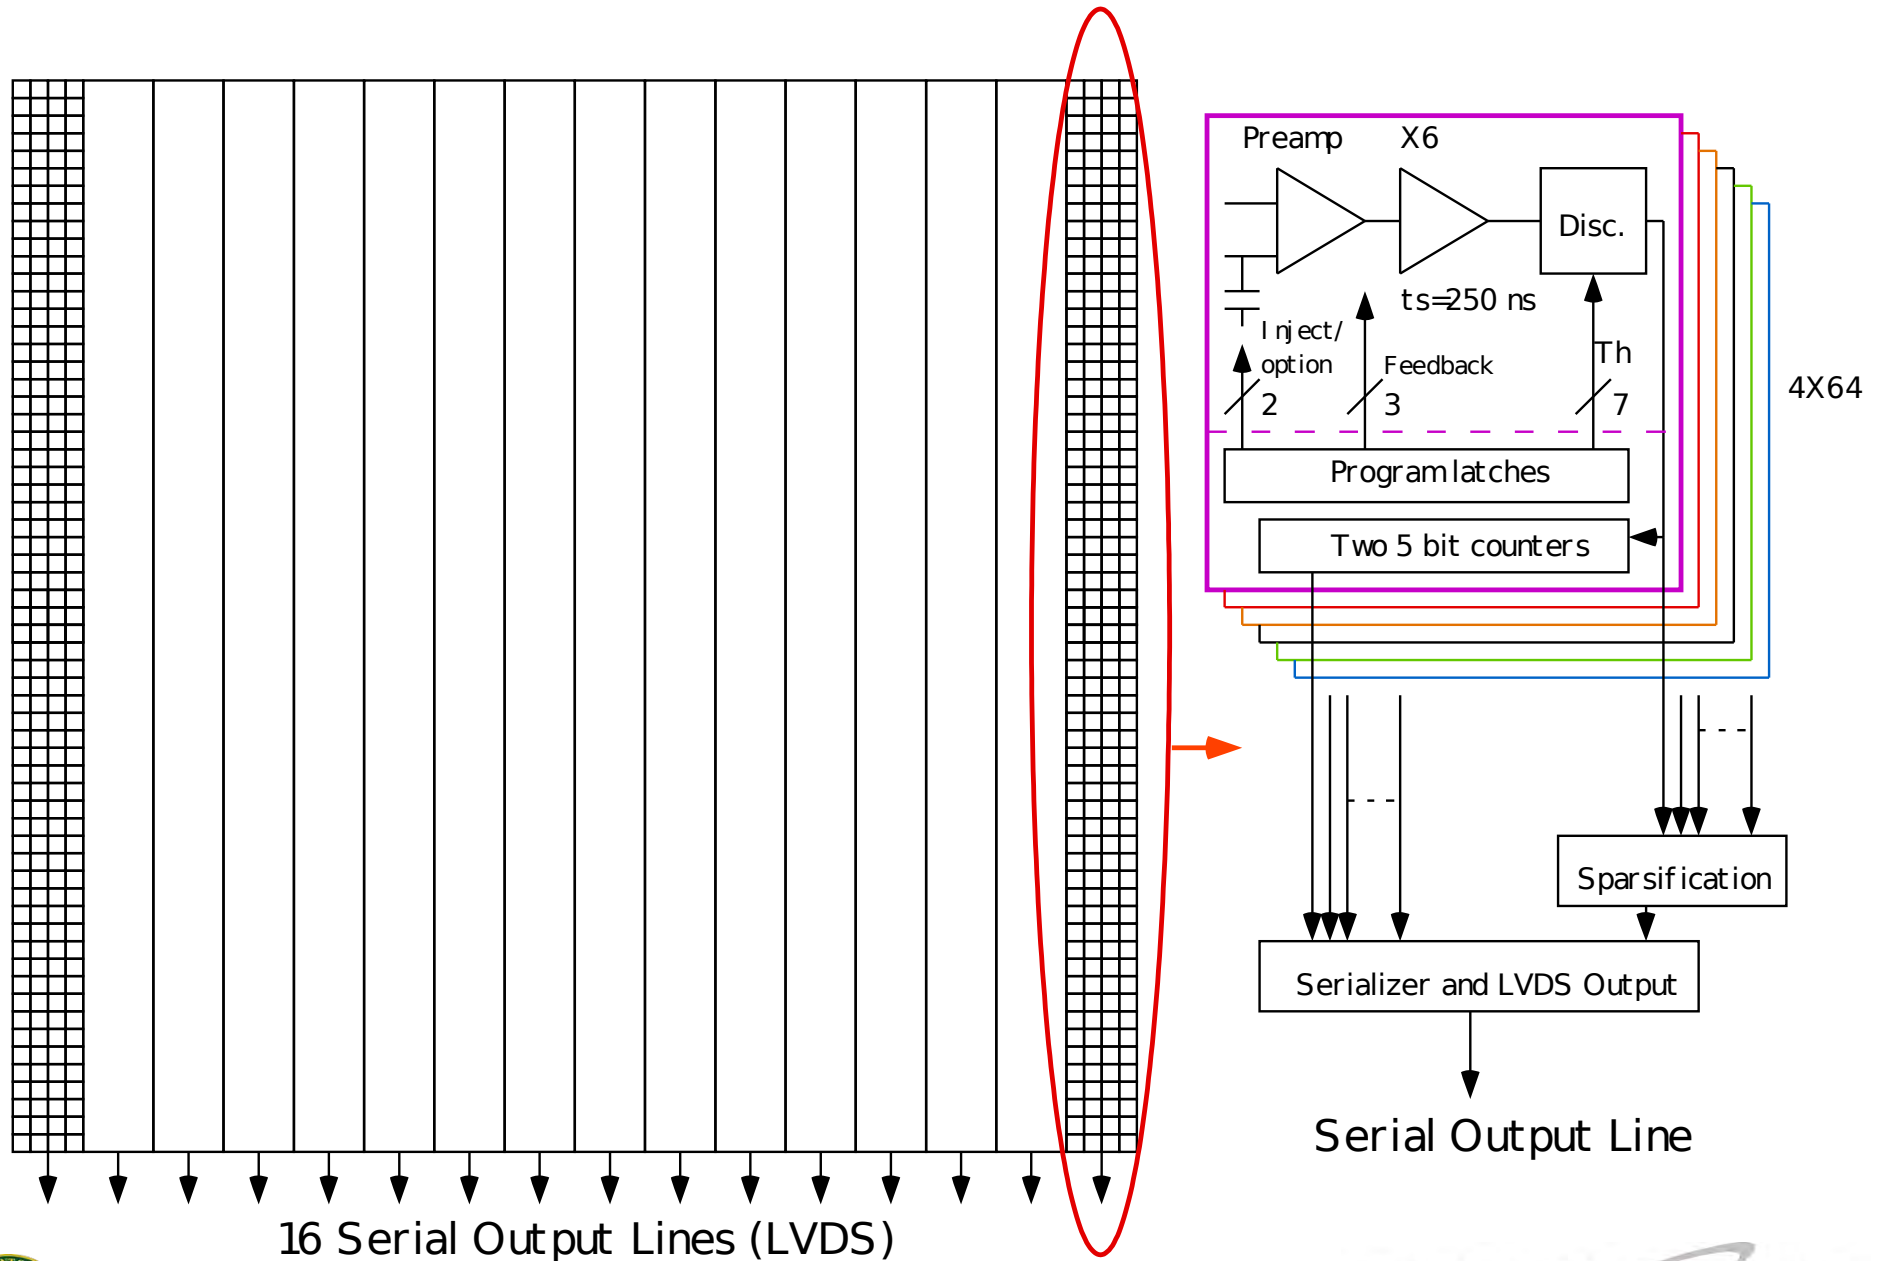 Preamp
X6
Disc.
ts=250 ns
Inject/
option
Feedback
Th
2
3
7
4X64
Program latches
Two 5 bit counters
Sparsification
Serializer and LVDS Output
Serial Output Line
16 Serial Output Lines (LVDS)